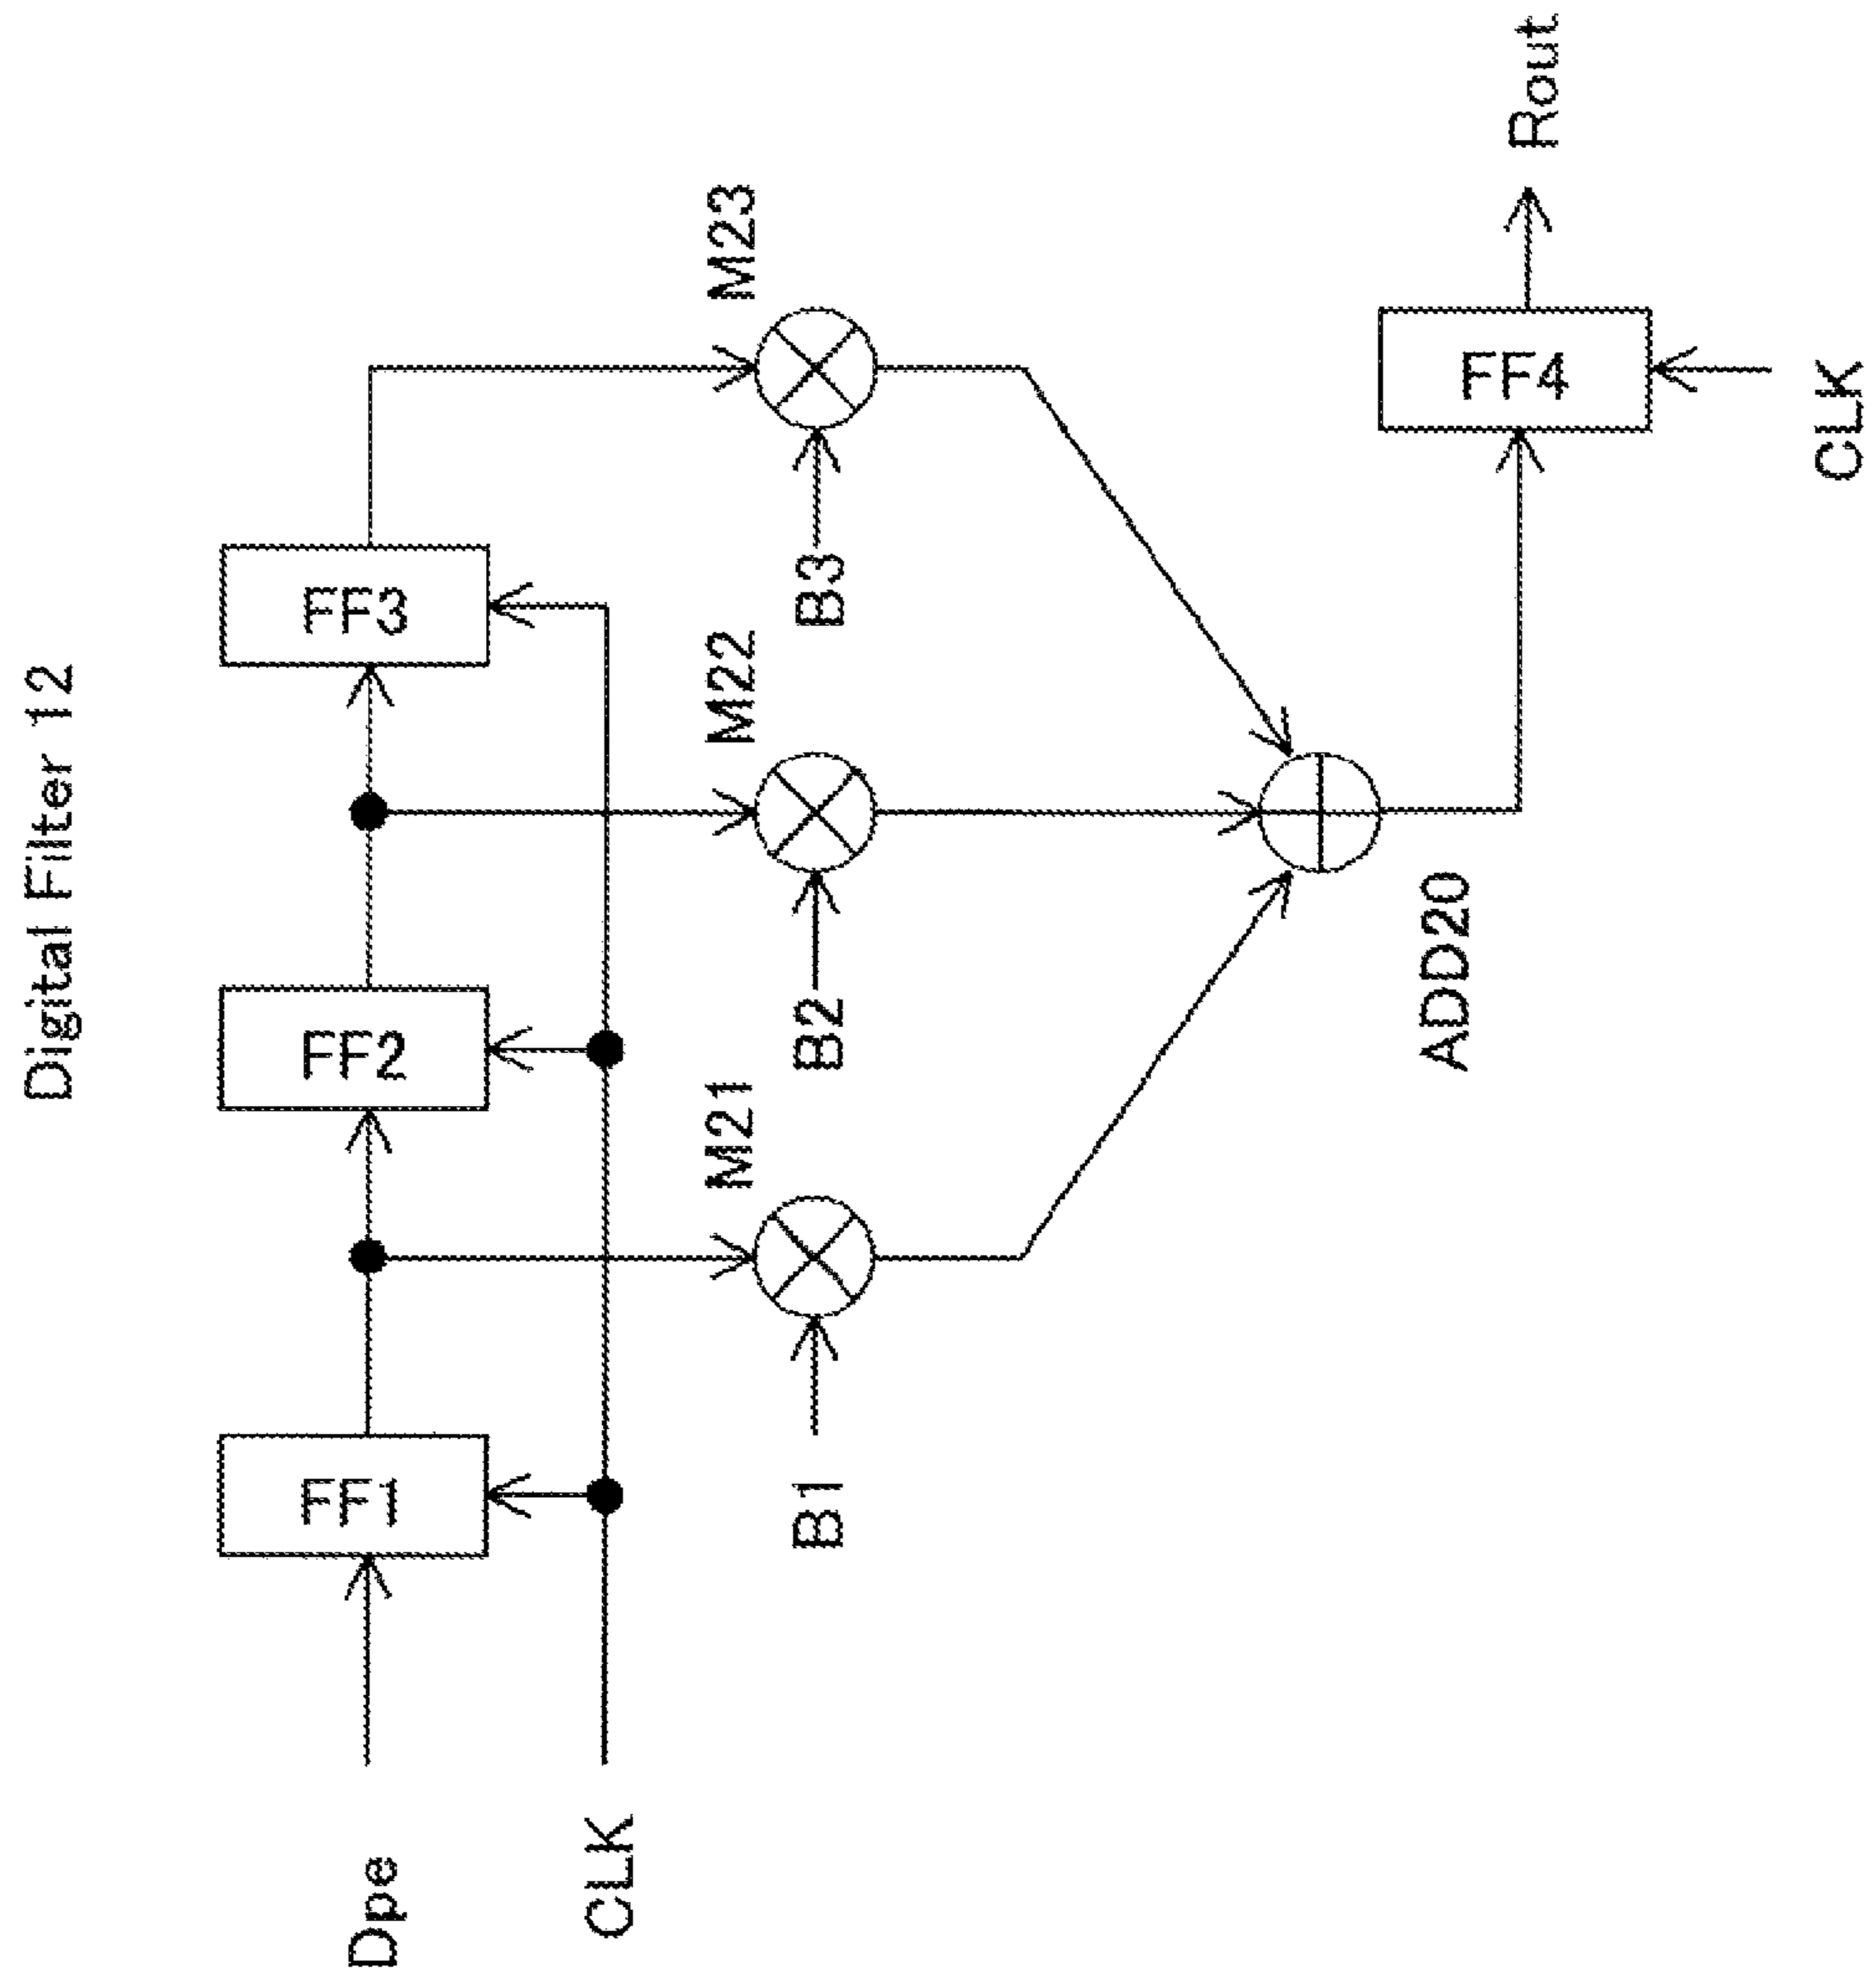 Digital Filter 12
Dpe
FF1
FF2
FF3
CLK
M21
M22
M23
B1
B2
B3
ADD20
FF4
Rout
CLK